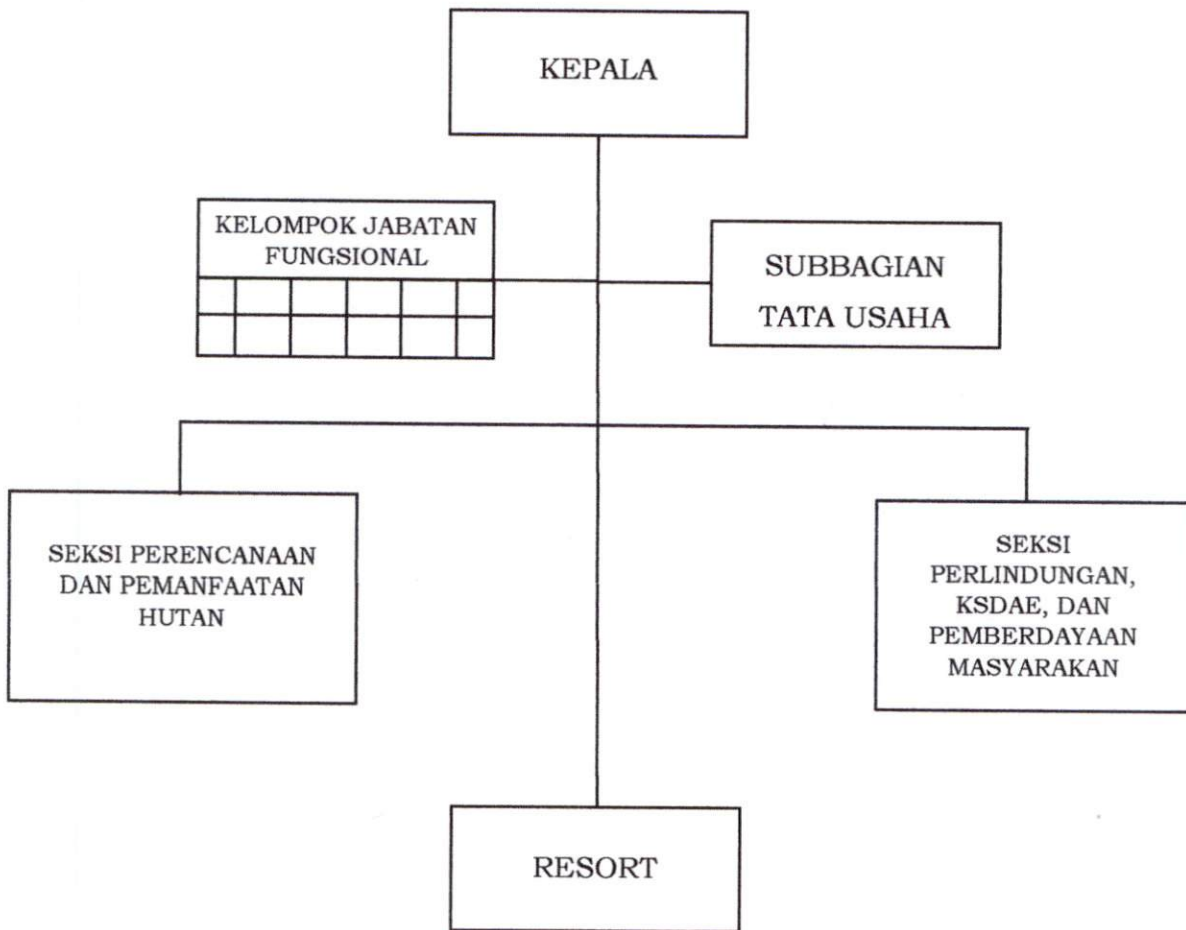 KEPALA
KELOMPOK JABATAN
FUNGSIONAL
SUBBAGIAN
TATA USAHA
SEKSI PERENCANAAN
DAN PEMANFAATAN
HUTAN
SEKSI
PERLINDUNGAN,
KSDAE, DAN
PEMBERDAYAAN
MASYARAKAN
RESORT